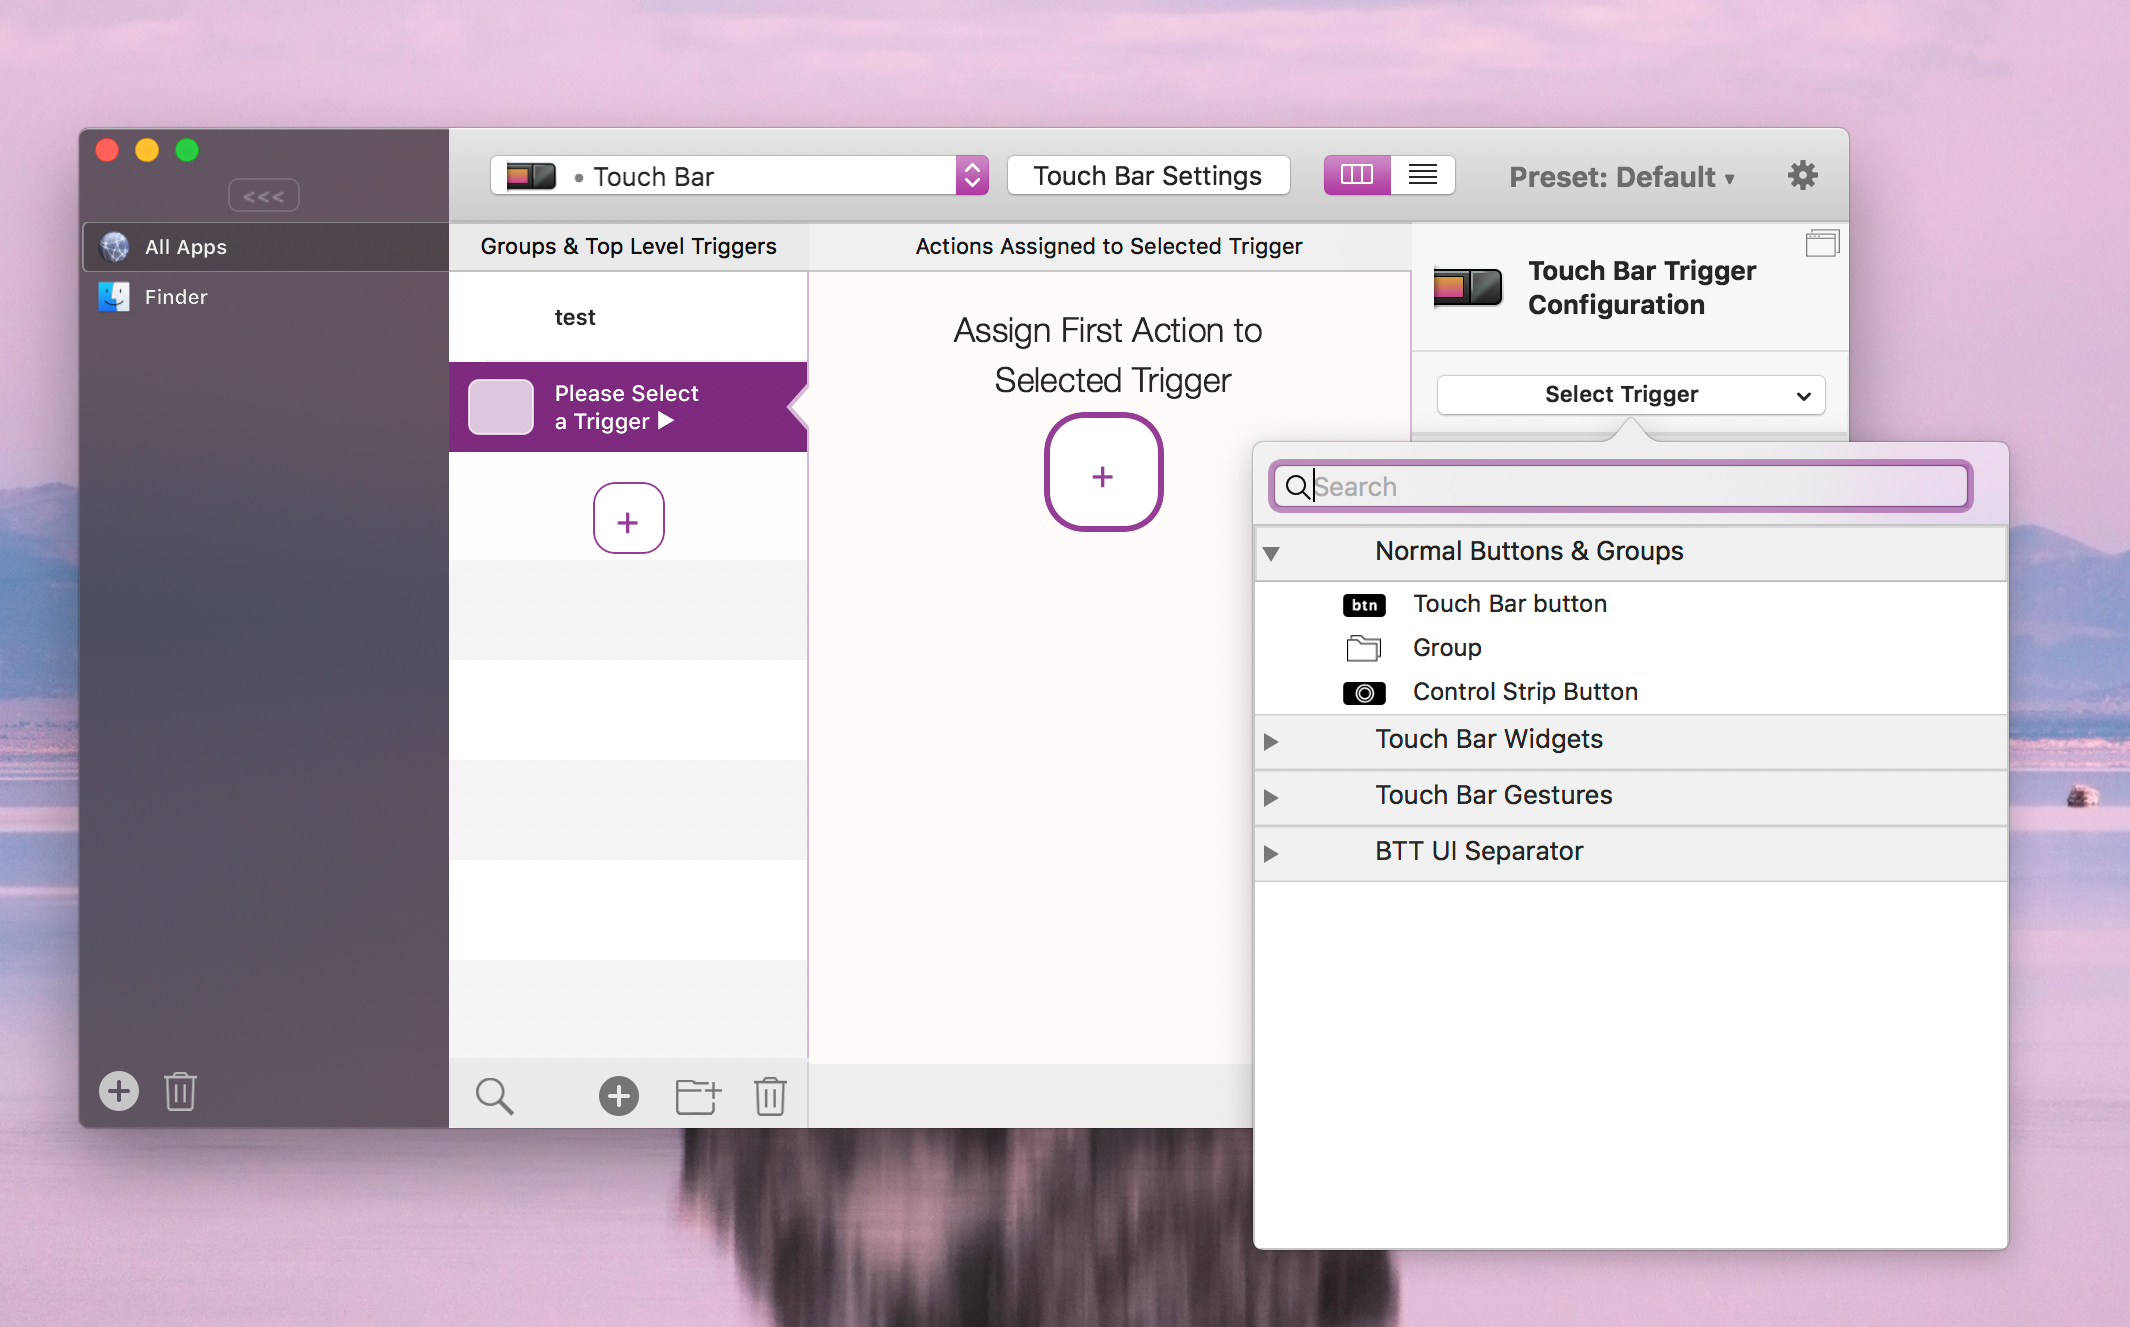 <<<
• Touch Bar
Touch Bar Settings
Preset: Default ▾
All Apps
Finder
Groups & Top Level Triggers
test
Please Select
a Trigger ▶
+
Actions Assigned to Selected Trigger
Assign First Action to
Selected Trigger
+
Touch Bar Trigger
Configuration
Select Trigger
Search
Normal Buttons & Groups
btn Touch Bar button
Group
Control Strip Button
Touch Bar Widgets
Touch Bar Gestures
BTT UI Separator